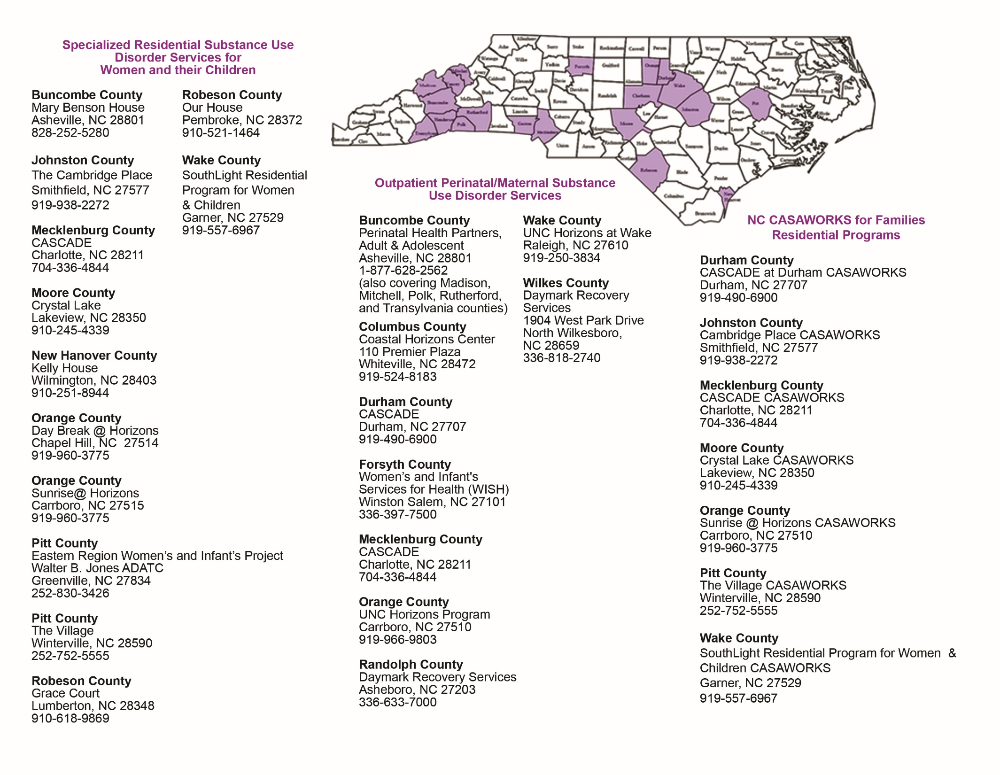 Specialized Residential Substance Use
Disorder Services for
Women and their Children
Buncombe County
Mary Benson House
Asheville, NC 28801
828-252-5280
Johnston County
The Cambridge Place
Smithfield, NC 27577
919-938-2272
Mecklenburg County
CASCADE
Charlotte, NC 28211
704-336-4844
Moore County
Crystal Lake
Lakeview, NC 28350
910-245-4339
New Hanover County
Kelly House
Wilmington, NC 28403
910-251-8944
Orange County
Day Break @ Horizons
Chapel Hill, NC  27514
919-960-3775
Orange County
Sunrise@ Horizons
Carrboro, NC 27515
919-960-3775
Pitt County
Eastern Region Women’s and Infant’s Project
Walter B. Jones ADATC
Greenville, NC 27834
252-830-3426
Pitt County
The Village
Winterville, NC 28590
252-752-5555
Robeson County
Grace Court
Lumberton, NC 28348
910-618-9869
Robeson County
Our House
Pembroke, NC 28372
910-521-1464
Wake County
SouthLight Residential
Program for Women
& Children
Garner, NC 27529
919-557-6967
Outpatient Perinatal/Maternal Substance
Use Disorder Services
Buncombe County
Perinatal Health Partners,
Adult & Adolescent
Asheville, NC 28801
1-877-628-2562
(also covering Madison,
Mitchell, Polk, Rutherford,
and Transylvania counties)
Columbus County
Coastal Horizons Center
110 Premier Plaza
Whiteville, NC 28472
919-524-8183
Durham County
CASCADE
Durham, NC 27707
919-490-6900
Forsyth County
Women’s and Infant's
Services for Health (WISH)
Winston Salem, NC 27101
336-397-7500
Mecklenburg County
CASCADE
Charlotte, NC 28211
704-336-4844
Orange County
UNC Horizons Program
Carrboro, NC 27510
919-966-9803
Randolph County
Daymark Recovery Services
Asheboro, NC 27203
336-633-7000
Wake County
UNC Horizons at Wake
Raleigh, NC 27610
919-250-3834
Wilkes County
Daymark Recovery
Services
1904 West Park Drive
North Wilkesboro,
NC 28659
336-818-2740
NC CASAWORKS for Families
Residential Programs
Durham County
CASCADE at Durham CASAWORKS
Durham, NC 27707
919-490-6900
Johnston County
Cambridge Place CASAWORKS
Smithfield, NC 27577
919-938-2272
Mecklenburg County
CASCADE CASAWORKS
Charlotte, NC 28211
704-336-4844
Moore County
Crystal Lake CASAWORKS
Lakeview, NC 28350
910-245-4339
Orange County
Sunrise @ Horizons CASAWORKS
Carrboro, NC 27510
919-960-3775
Pitt County
The Village CASAWORKS
Winterville, NC 28590
252-752-5555
Wake County
SouthLight Residential Program for Women  &
Children CASAWORKS
Garner, NC 27529
919-557-6967